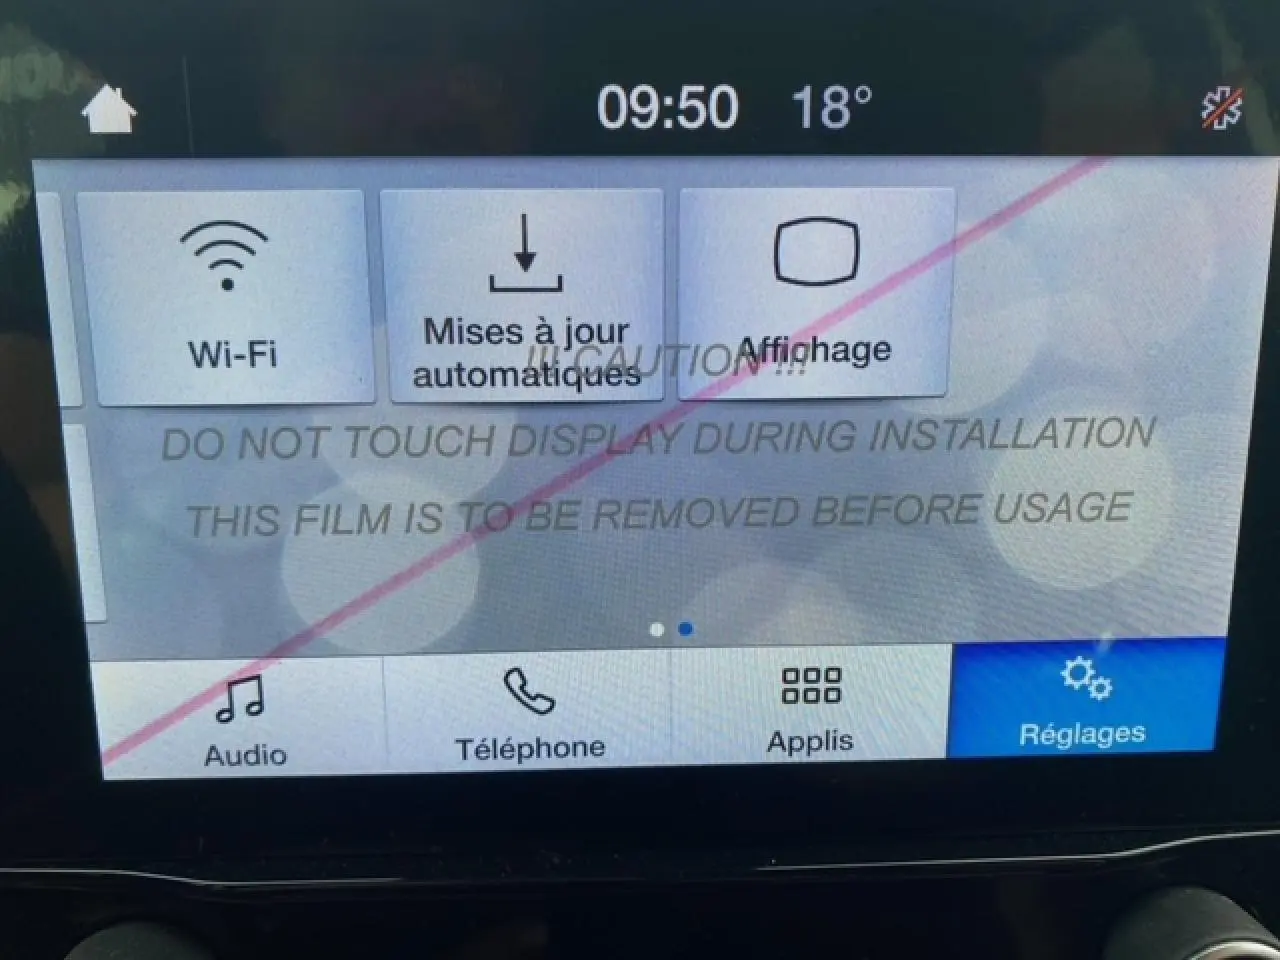 09:50 18°
Wi-Fi
Mises à jour
automatiques
Affichage
!!! CAUTION !!!
DO NOT TOUCH DISPLAY DURING INSTALLATION
THIS FILM IS TO BE REMOVED BEFORE USAGE
Audio
Téléphone
Applis
Réglages